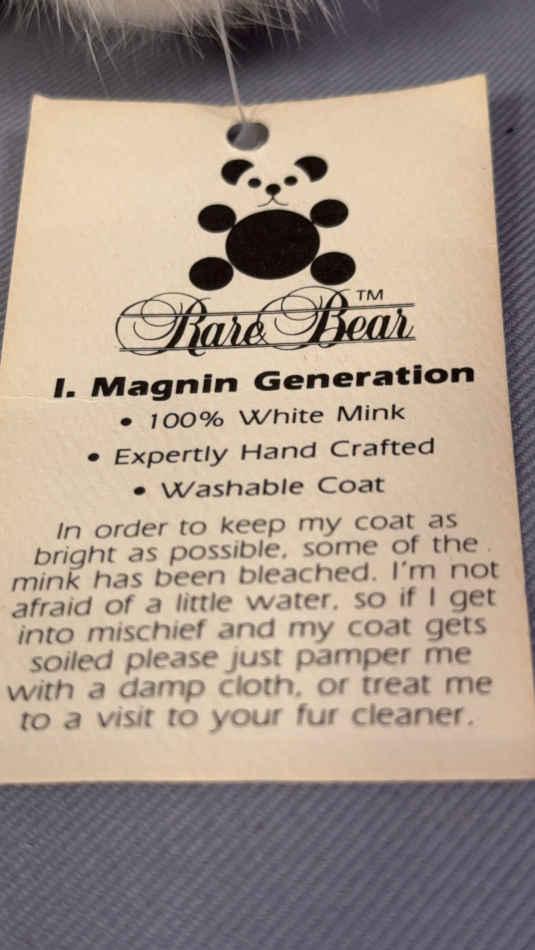 Rare Bear™
I. Magnin Generation
• 100% White Mink
• Expertly Hand Crafted
• Washable Coat
In order to keep my coat as
bright as possible, some of the
mink has been bleached. I'm not
afraid of a little water, so if I get
into mischief and my coat gets
soiled please just pamper me
with a damp cloth, or treat me
to a visit to your fur cleaner.